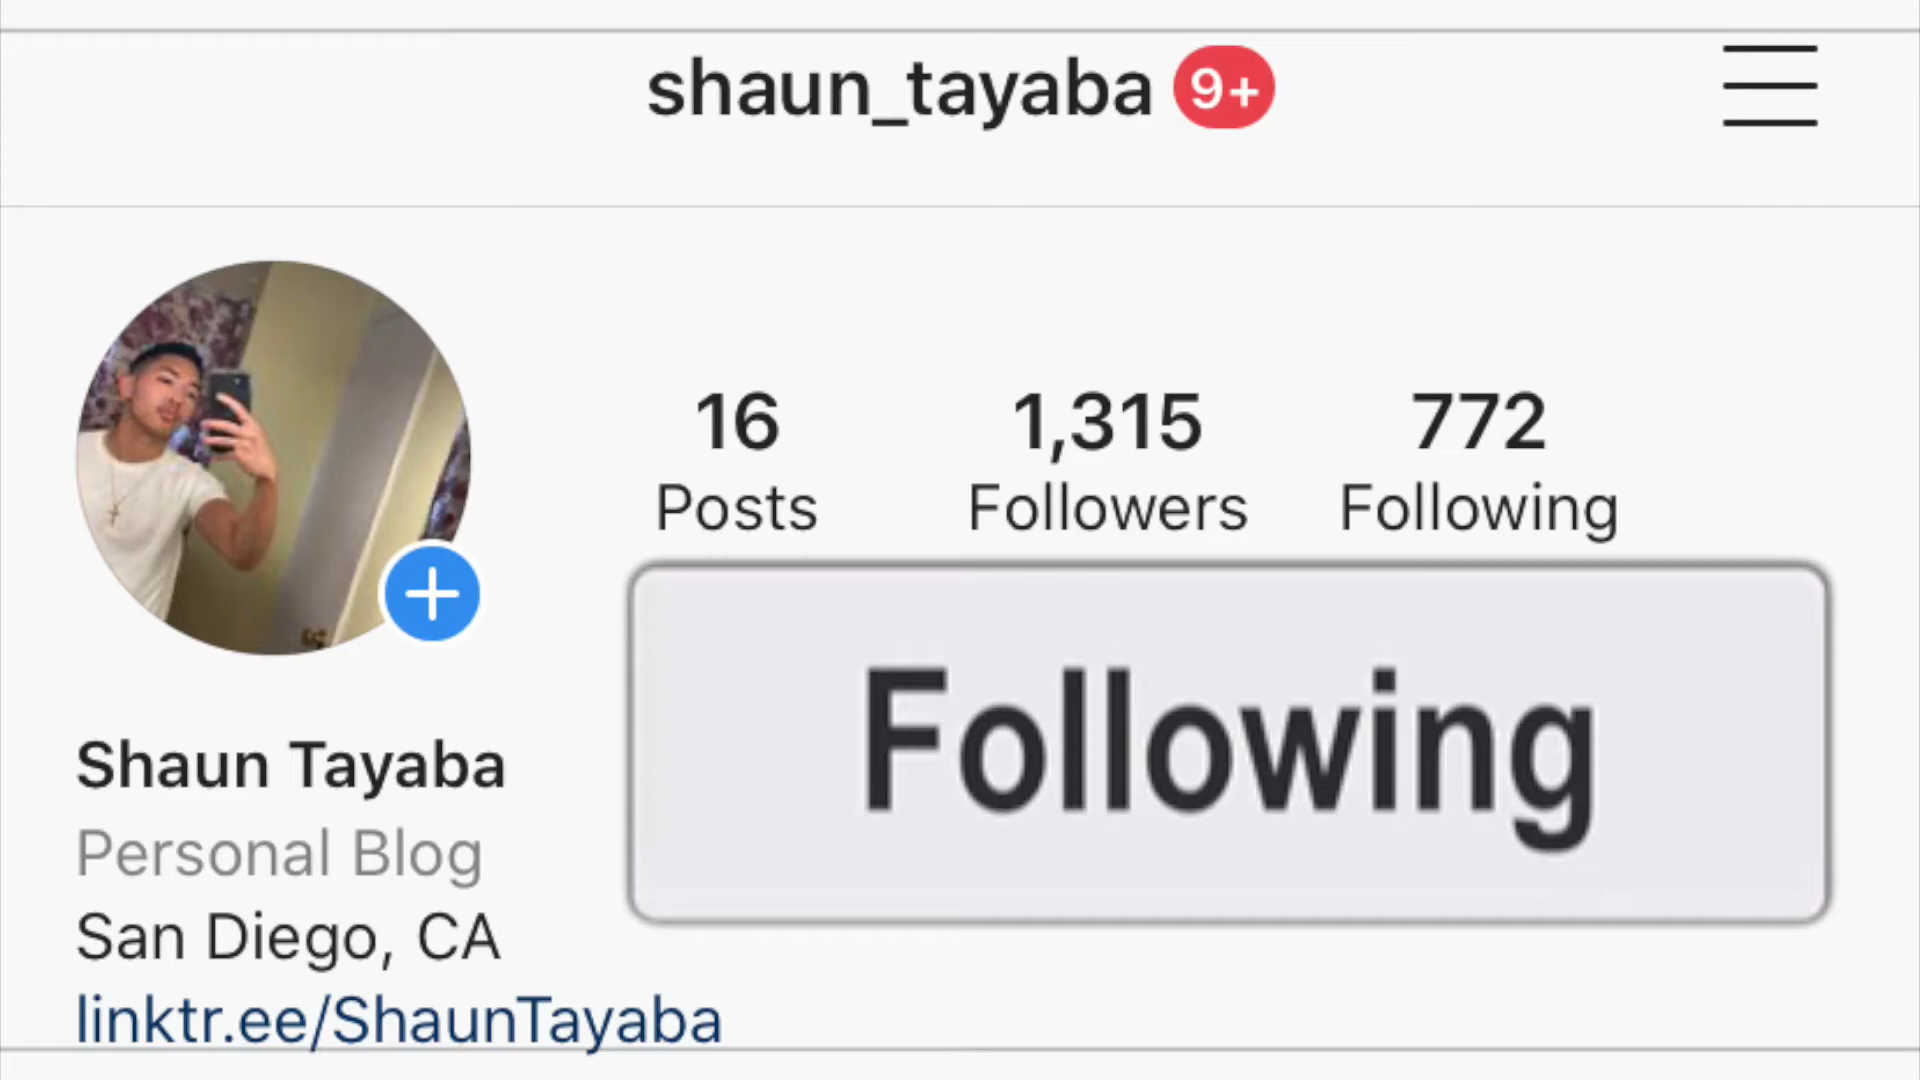 shaun_tayaba 9+
16 1,315 772
Posts Followers Following
Following
Shaun Tayaba
Personal Blog
San Diego, CA
linktr.ee/ShaunTayaba